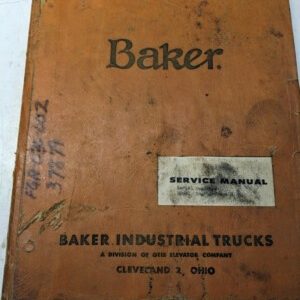 Baker.
SERVICE MANUAL
BAKER INDUSTRIAL TRUCKS
A DIVISION OF OTIS ELEVATOR COMPANY
CLEVELAND 2, OHIO